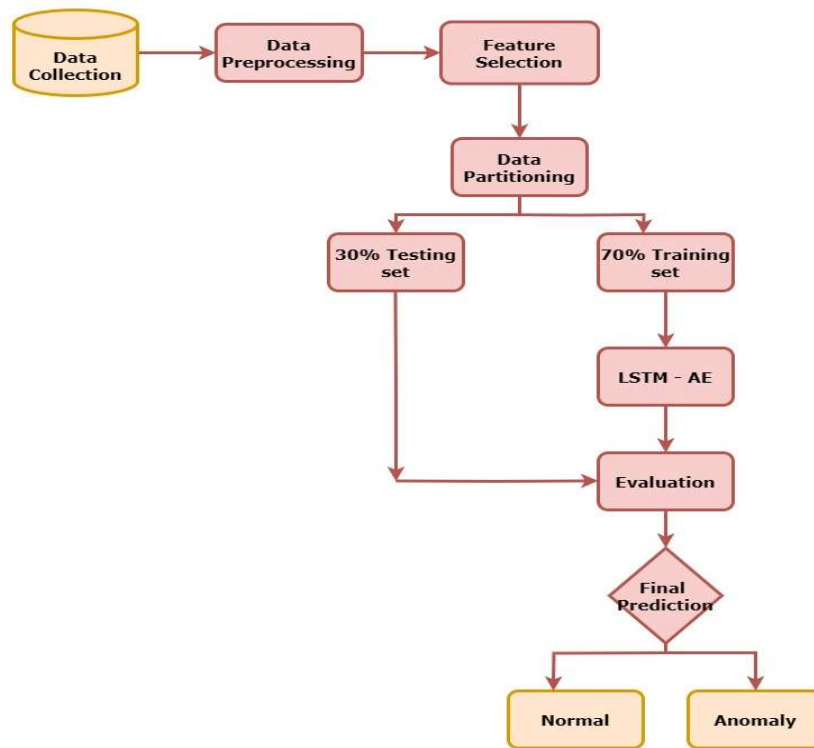 Data
Collection
Data
Preprocessing
Feature
Selection
Data
Partitioning
30% Testing
set
70% Training
set
LSTM - AE
Evaluation
Final
Prediction
Normal
Anomaly